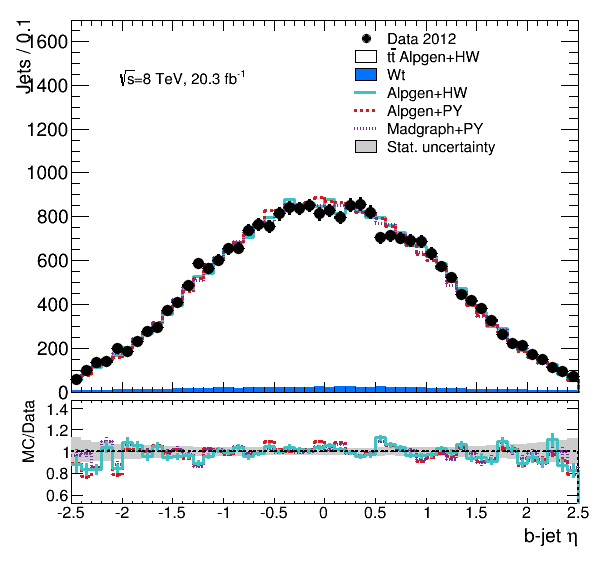 Jets / 0.1
1600
1400
1200
1000
800
600
400
200
0
√s=8 TeV, 20.3 fb⁻¹
Data 2012
tt̄ Alpgen+HW
Wt
Alpgen+HW
Alpgen+PY
Madgraph+PY
Stat. uncertainty
MC/Data
1.4
1.2
1
0.8
0.6
-2.5 -2 -1.5 -1 -0.5 0 0.5 1 1.5 2 2.5
b-jet η